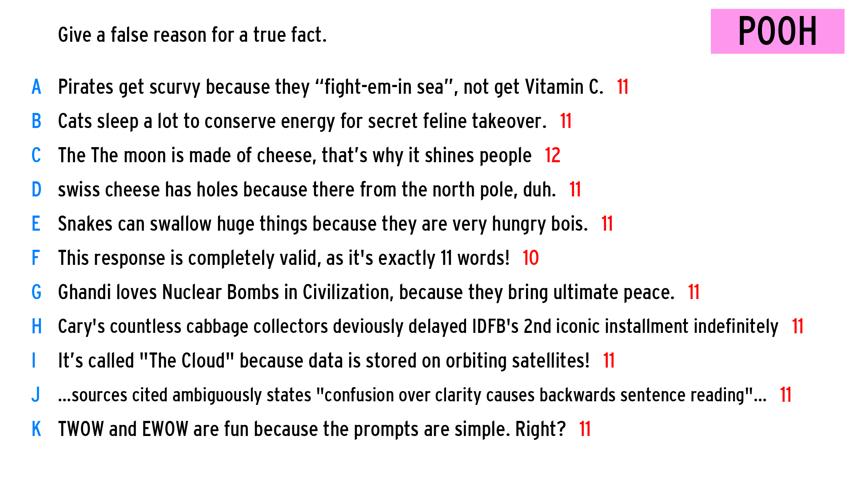 Give a false reason for a true fact.
POOH
A Pirates get scurvy because they “fight-em-in sea”, not get Vitamin C. 11
B Cats sleep a lot to conserve energy for secret feline takeover. 11
C The The moon is made of cheese, that’s why it shines people 12
D swiss cheese has holes because there from the north pole, duh. 11
E Snakes can swallow huge things because they are very hungry bois. 11
F This response is completely valid, as it's exactly 11 words! 10
G Ghandi loves Nuclear Bombs in Civilization, because they bring ultimate peace. 11
H Cary's countless cabbage collectors deviously delayed IDFB's 2nd iconic installment indefinitely 11
I It’s called "The Cloud" because data is stored on orbiting satellites! 11
J ...sources cited ambiguously states "confusion over clarity causes backwards sentence reading"... 11
K TWOW and EWOW are fun because the prompts are simple. Right? 11